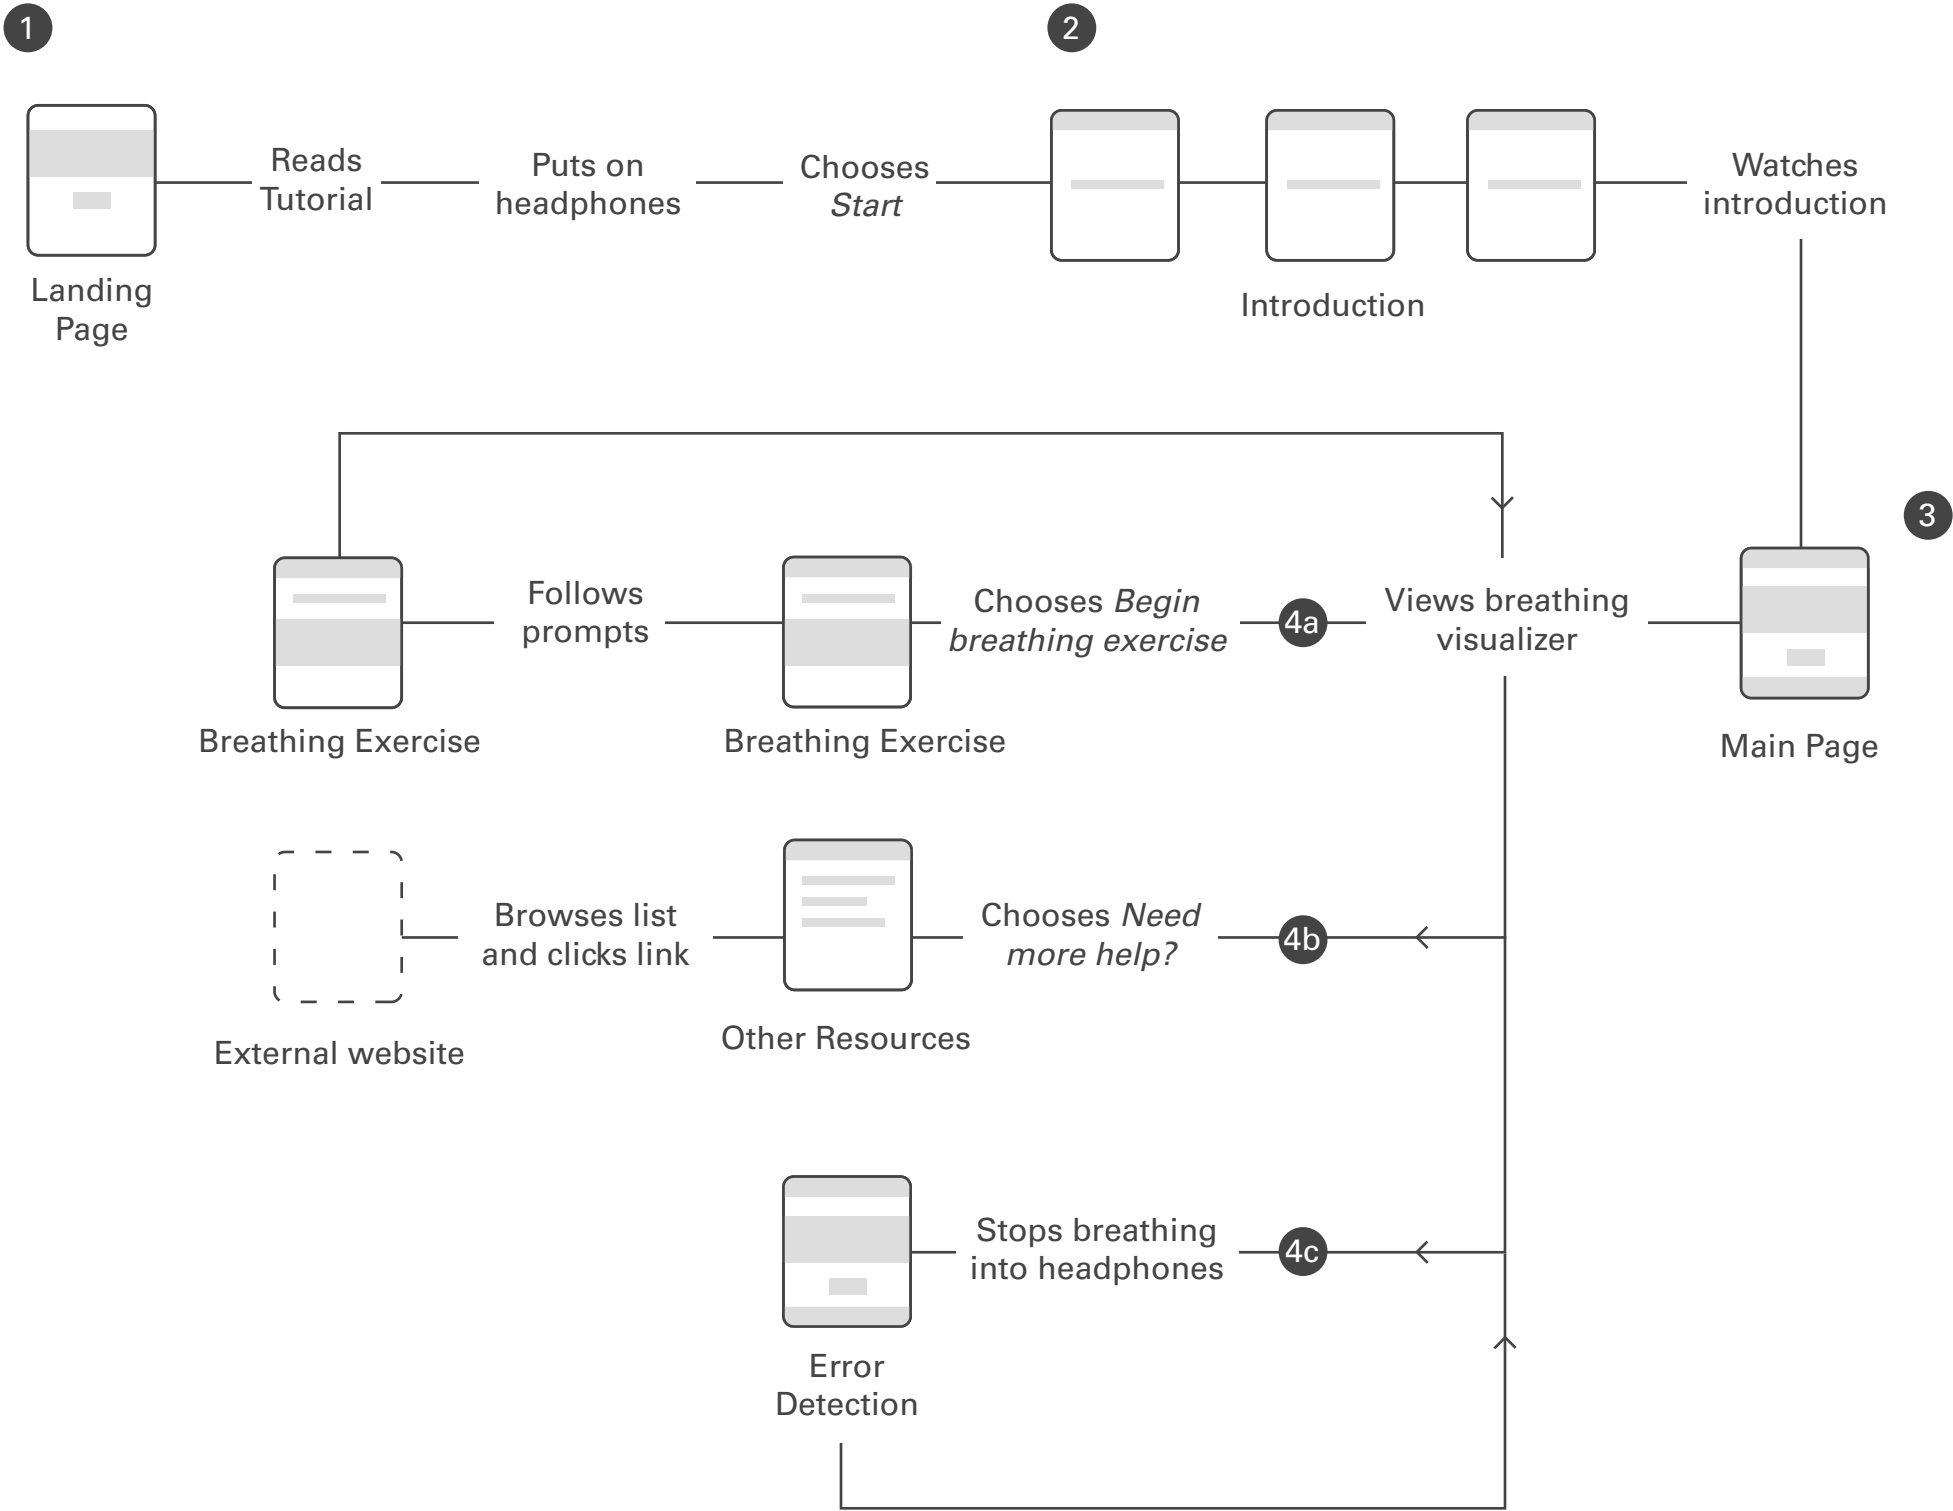 1
2
Reads
Tutorial
Puts on
headphones
Chooses
Start
Watches
introduction
Landing
Page
Introduction
3
Follows
prompts
Chooses Begin
breathing exercise
4a
Views breathing
visualizer
Breathing Exercise
Breathing Exercise
Main Page
Browses list
and clicks link
Chooses Need
more help?
4b
External website
Other Resources
Stops breathing
into headphones
4c
Error
Detection